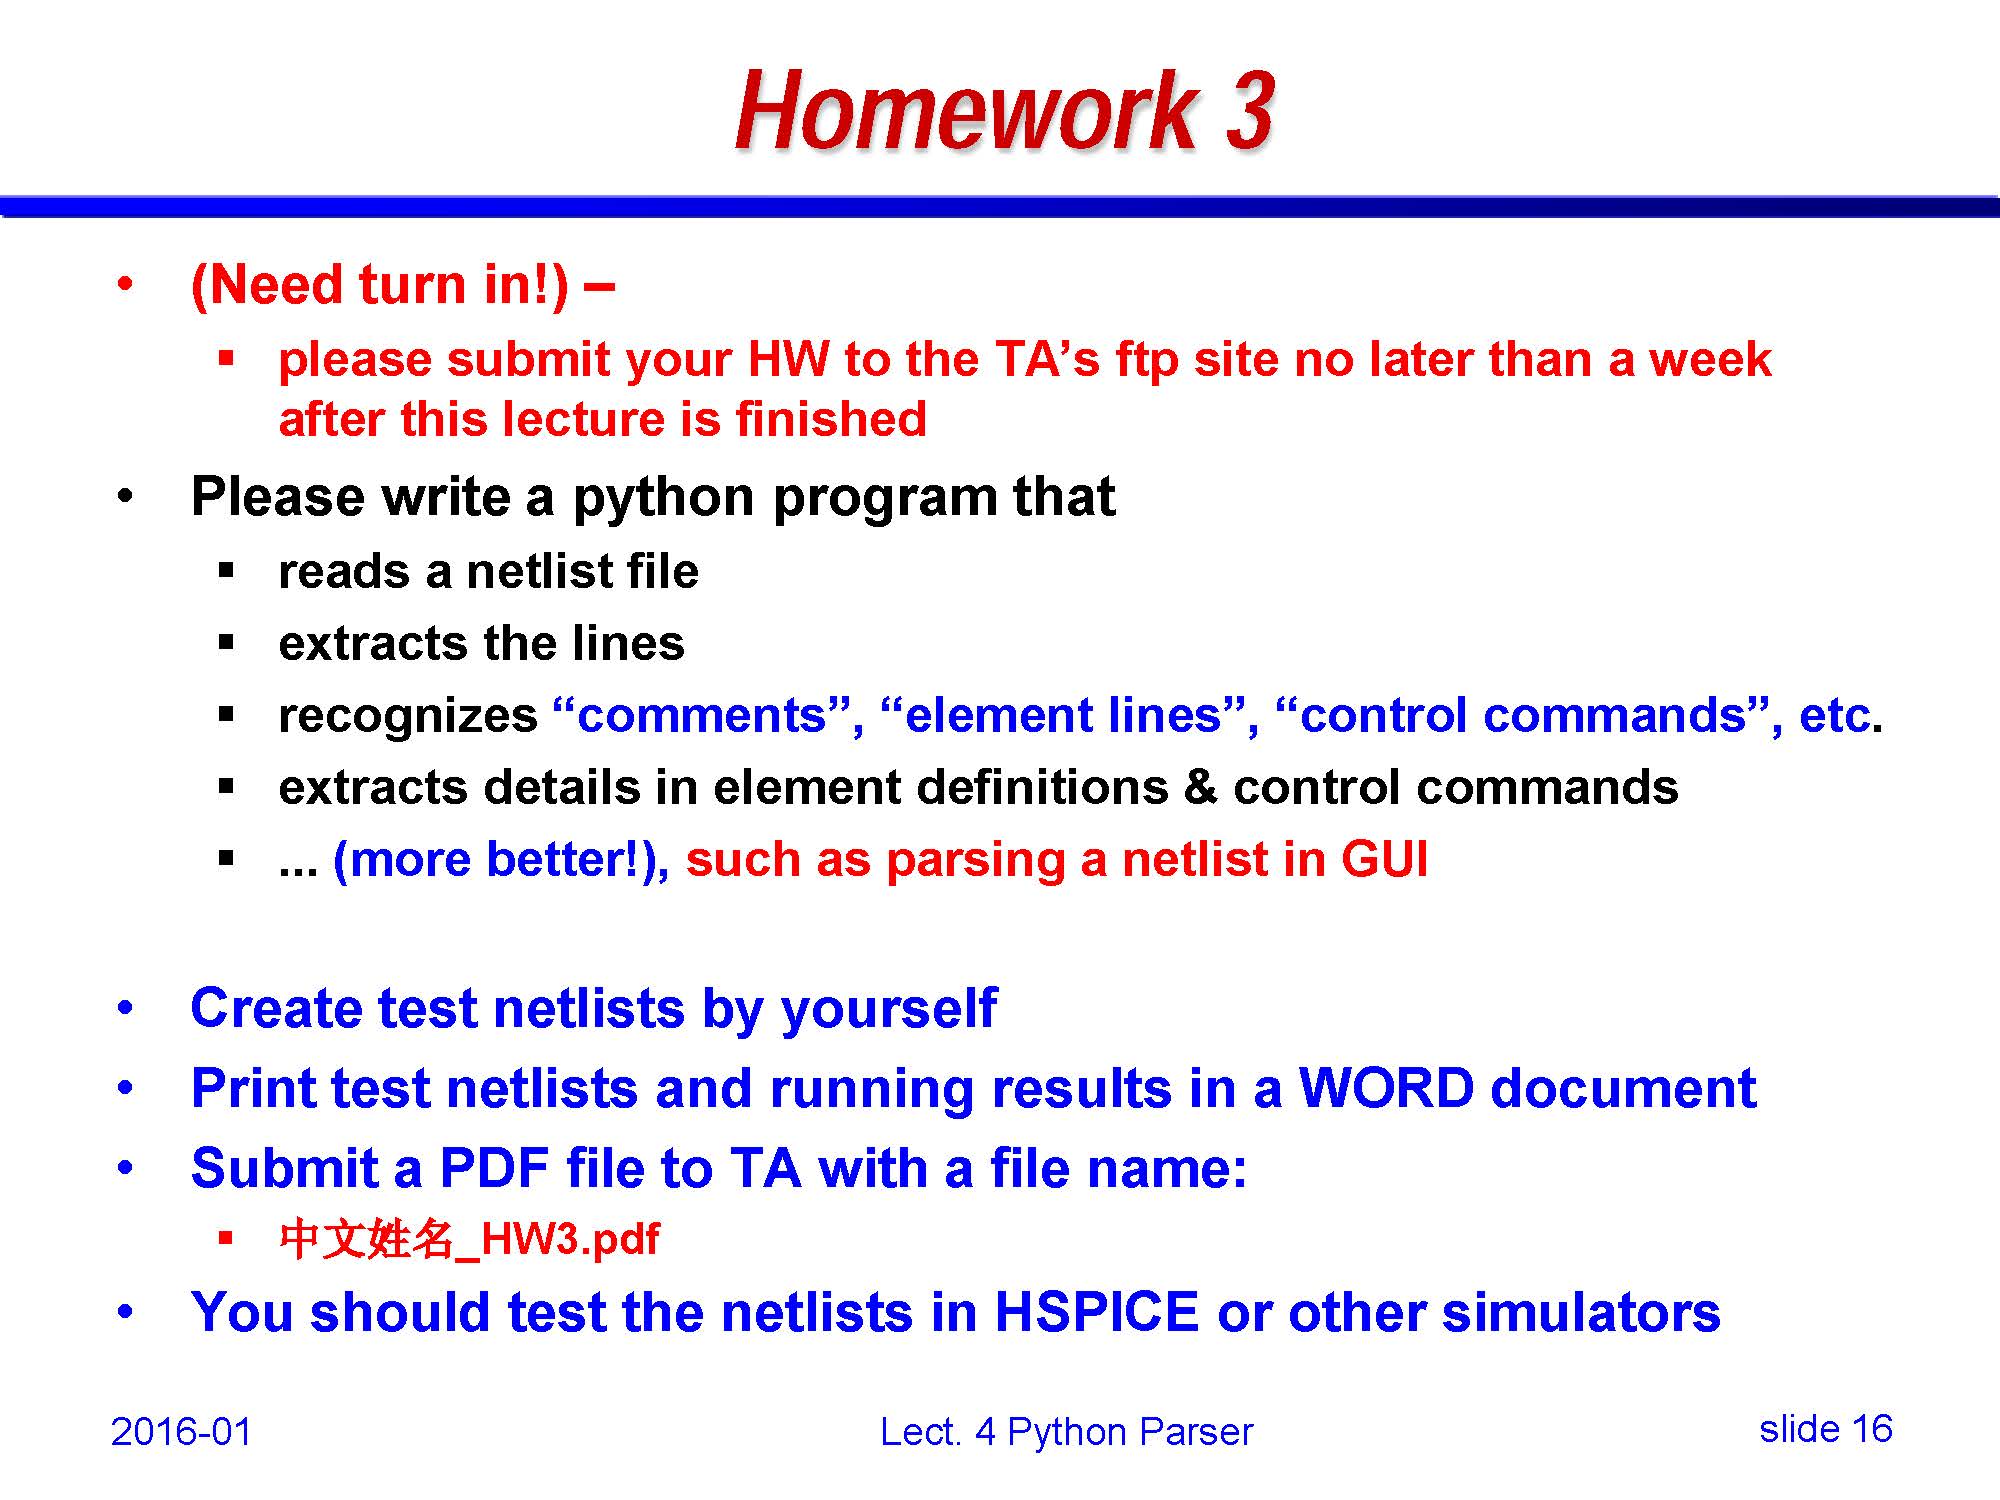 Homework 3
• (Need turn in!) –
▪ please submit your HW to the TA’s ftp site no later than a week
after this lecture is finished
• Please write a python program that
▪ reads a netlist file
▪ extracts the lines
▪ recognizes “comments”, “element lines”, “control commands”, etc.
▪ extracts details in element definitions & control commands
▪ ... (more better!), such as parsing a netlist in GUI
• Create test netlists by yourself
• Print test netlists and running results in a WORD document
• Submit a PDF file to TA with a file name:
▪ 中文姓名_HW3.pdf
• You should test the netlists in HSPICE or other simulators
2016-01 Lect. 4 Python Parser slide 16